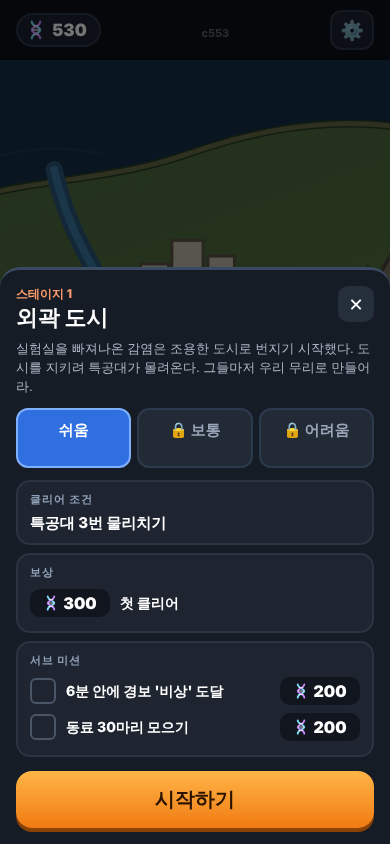 530
c553
스테이지 1
외곽 도시
실험실을 빠져나온 감염은 조용한 도시로 번지기 시작했다. 도
시를 지키려 특공대가 몰려온다. 그들마저 우리 무리로 만들어
라.
쉬움
보통
어려움
클리어 조건
특공대 3번 물리치기
보상
300 첫 클리어
서브 미션
6분 안에 경보 '비상' 도달 200
동료 30마리 모으기 200
시작하기